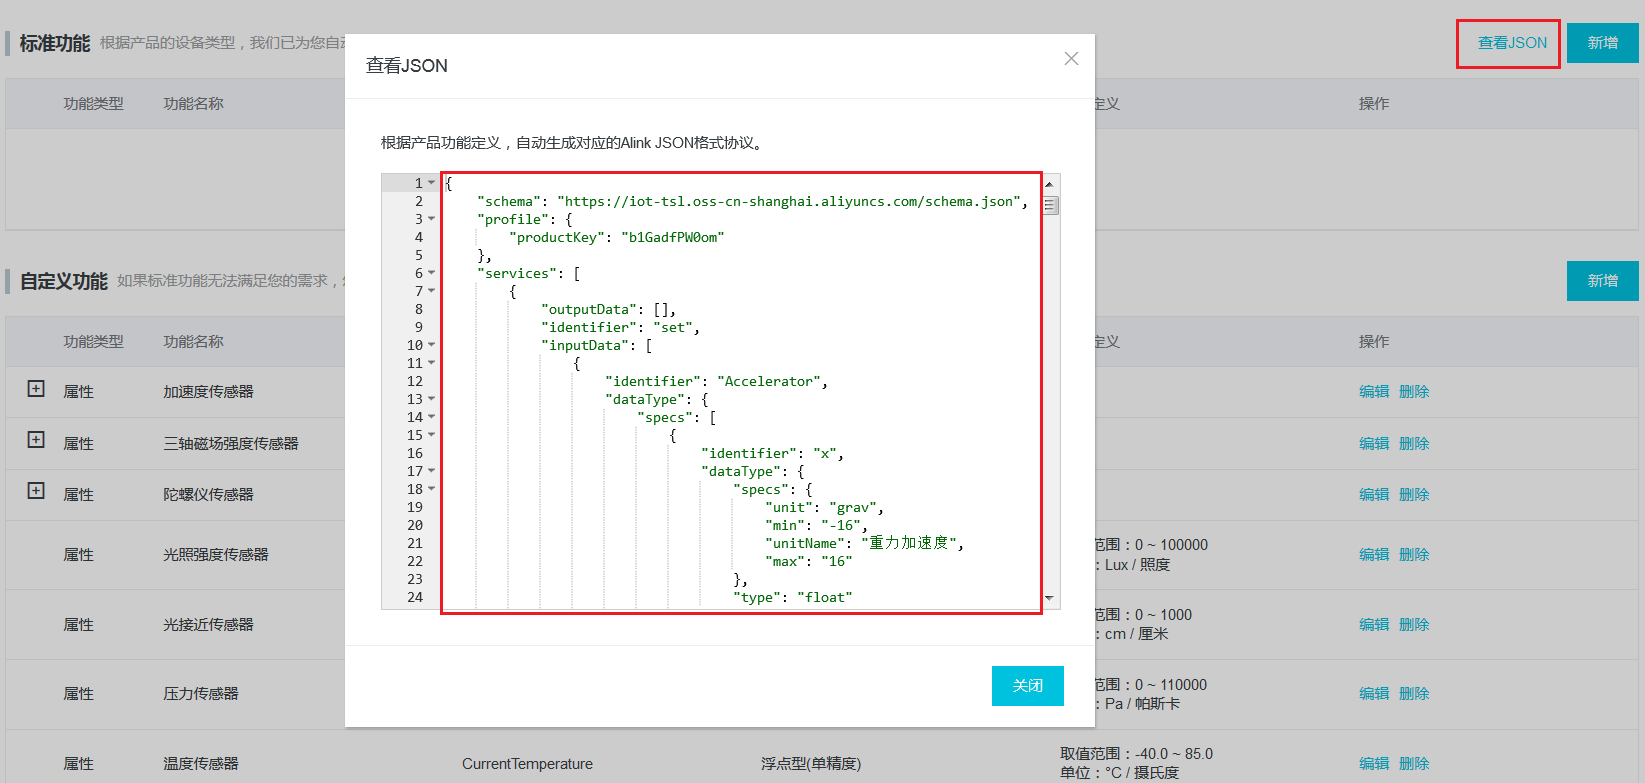 标准功能 根据产品的设备类型，我们已为您自
查看JSON 新增
功能类型 功能名称 定义 操作
自定义功能 如果标准功能无法满足您的需求，
新增
功能类型 功能名称 定义 操作
属性 加速度传感器 编辑 删除
属性 三轴磁场强度传感器 编辑 删除
属性 陀螺仪传感器 编辑 删除
属性 光照强度传感器 范围：0 ~ 100000 编辑 删除
：Lux / 照度
属性 光接近传感器 范围：0 ~ 1000 编辑 删除
：cm / 厘米
属性 压力传感器 范围：0 ~ 110000 编辑 删除
：Pa / 帕斯卡
属性 温度传感器 CurrentTemperature 浮点型(单精度) 取值范围：-40.0 ~ 85.0 编辑 删除
单位：°C / 摄氏度
查看JSON
根据产品功能定义，自动生成对应的Alink JSON格式协议。
1 {
2 "schema": "https://iot-tsl.oss-cn-shanghai.aliyuncs.com/schema.json",
3 "profile": {
4 "productKey": "b1GadfPW0om"
5 },
6 "services": [
7 {
8 "outputData": [],
9 "identifier": "set",
10 "inputData": [
11 {
12 "identifier": "Accelerator",
13 "dataType": {
14 "specs": [
15 {
16 "identifier": "x",
17 "dataType": {
18 "specs": {
19 "unit": "grav",
20 "min": "-16",
21 "unitName": "重力加速度",
22 "max": "16"
23 },
24 "type": "float"
关闭